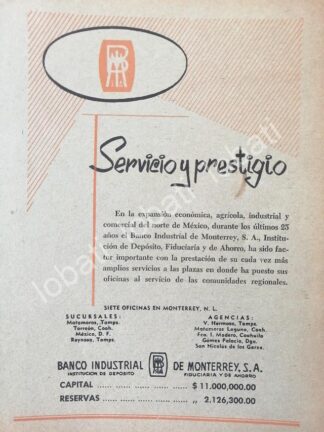 Servicio y prestigio
En la expansión económica, agrícola, industrial y
comercial del norte de México, durante los últimos 25
años el Banco Industrial de Monterrey, S. A., Institu-
ción de Depósito, Fiduciaria y de Ahorro, ha sido fac-
tor importante con la prestación de su cada vez más
amplios servicios a las plazas en donde ha puesto sus
oficinas al servicio de las comunidades regionales.
SIETE OFICINAS EN MONTERREY, N. L.
SUCURSALES:
Matamoros, Tamps.
Torreón, Coah.
México, D. F.
Reynosa, Tamps.
AGENCIAS:
V. Hermoso, Tamps.
Matamoros Laguna, Coah.
Fco. I. Madero, Coahuila
Gómez Palacio, Dgo.
San Nicolás de los Garza.
BANCO INDUSTRIAL DE MONTERREY, S.A.
INSTITUCION DE DEPOSITO FIDUCIARIA Y DE AHORRO
CAPITAL ... ... ... ... ... $ 11,000,000.00
RESERVAS ... ... ... ... ,, 2,126,300.00